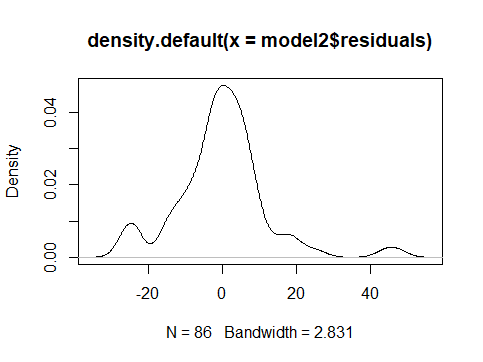 density.default(x = model2$residuals)
Density
0.00
0.02
0.04
-20
0
20
40
N = 86   Bandwidth = 2.831